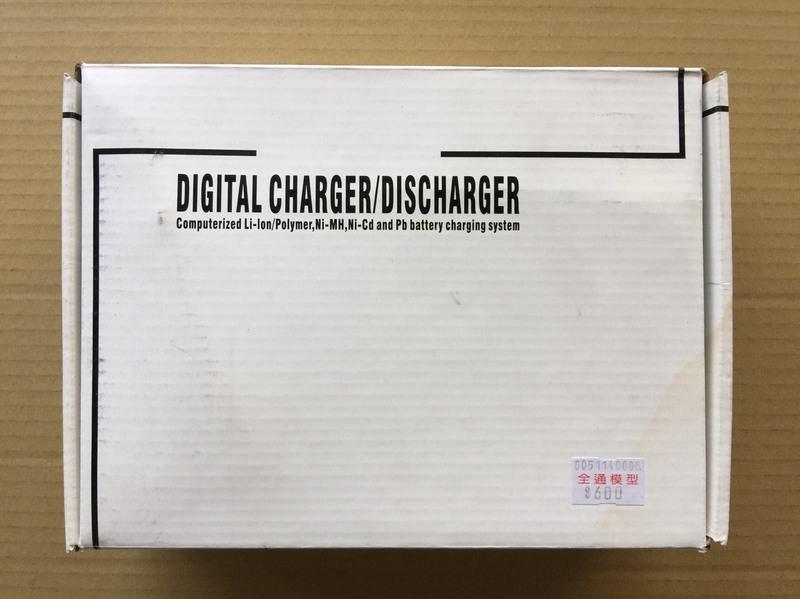 DIGITAL CHARGER/DISCHARGER
Computerized Li-Ion/Polymer,Ni-MH,Ni-Cd and Pb battery charging system
全通模型
$600